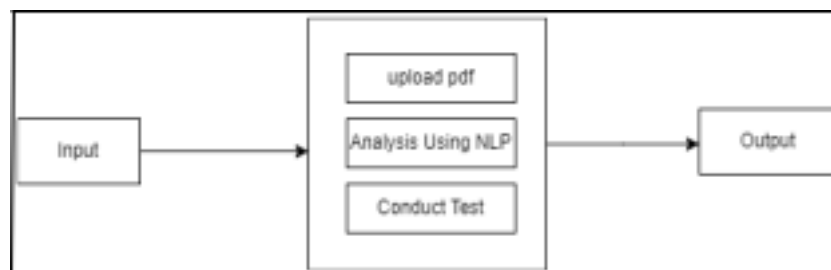 upload pdf
Input
Analysis Using NLP
Output
Conduct Test